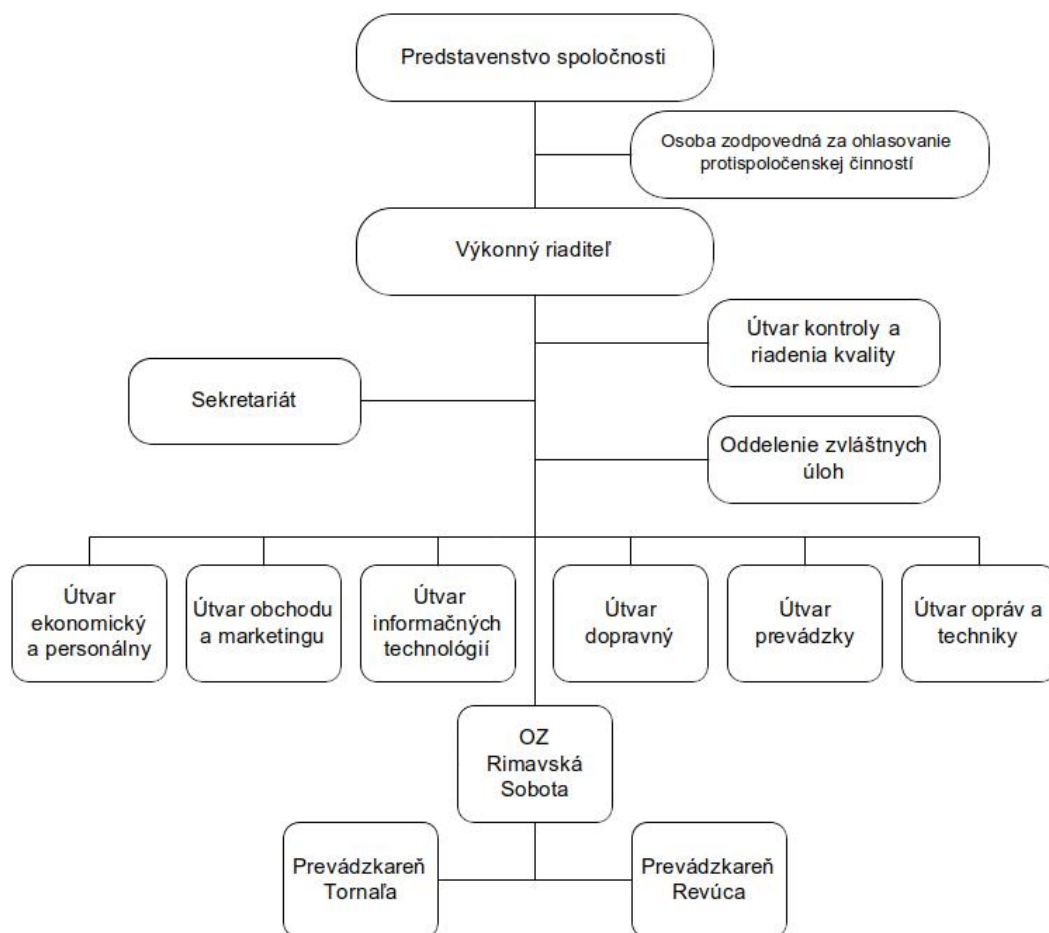 Predstavenstvo spoločnosti
Osoba zodpovedná za ohlasovanie
protispoločenskej činností
Výkonný riaditeľ
Útvar kontroly a
riadenia kvality
Sekretariát
Oddelenie zvláštnych
úloh
Útvar
ekonomický
a personálny
Útvar obchodu
a marketingu
Útvar
informačných
technológií
Útvar
dopravný
Útvar
prevádzky
Útvar opráv a
techniky
OZ
Rimavská
Sobota
Prevádzkareň
Tornaľa
Prevádzkareň
Revúca